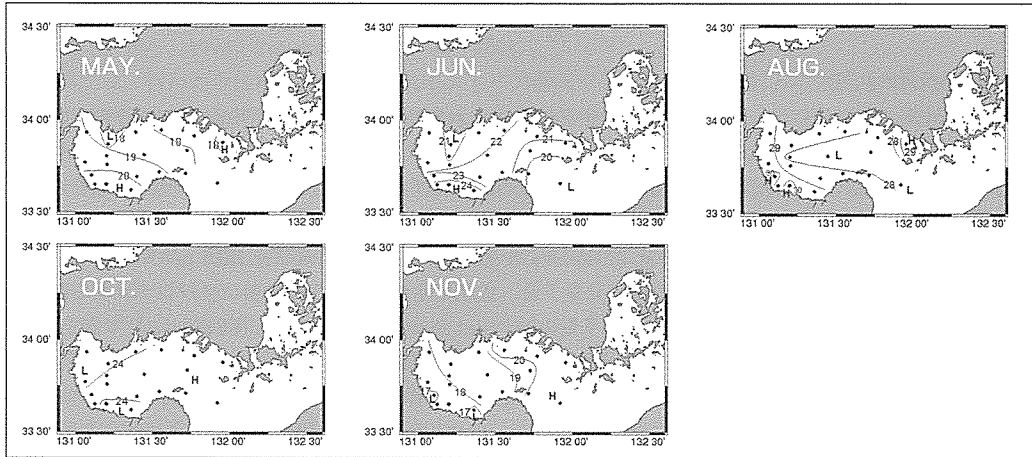 MAY.
34 30'
34 00'
33 30'
131 00'
131 30'
132 00'
132 30'
L
18
18
18
H
19
20
H
JUN.
34 30'
34 00'
33 30'
131 00'
131 30'
132 00'
132 30'
21
L
22
21
20
23
24
H
L
AUG.
34 30'
34 00'
33 30'
131 00'
131 30'
132 00'
132 30'
29
28
H
29
L
H
30
H
28
L
OCT.
34 30'
34 00'
33 30'
131 00'
131 30'
132 00'
132 30'
L
24
H
24
L
NOV.
34 30'
34 00'
33 30'
131 00'
131 30'
132 00'
132 30'
20
19
18
17
L
17
L
H